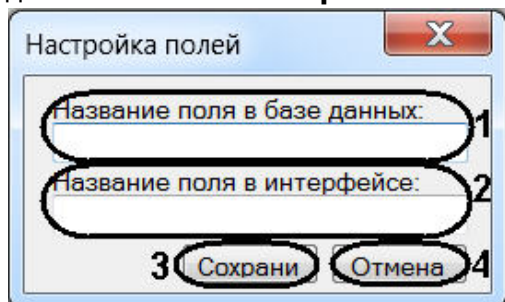 Настройка полей
Название поля в базе данных: 1
Название поля в интерфейсе: 2
3 Сохрани Отмена 4